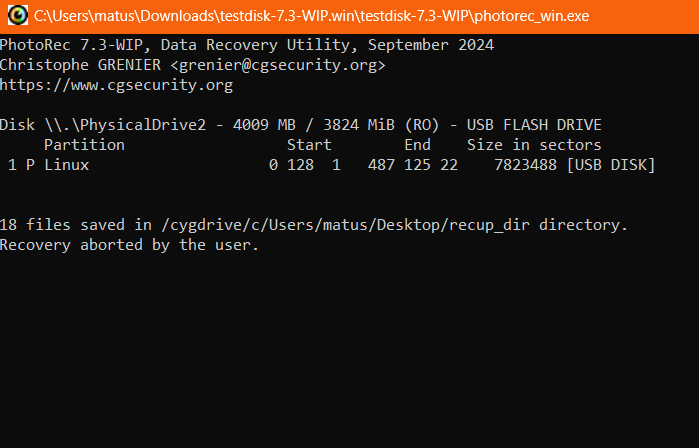 C:\Users\matus\Downloads\testdisk-7.3-WIP.win\testdisk-7.3-WIP\photorec_win.exe
PhotoRec 7.3-WIP, Data Recovery Utility, September 2024
Christophe GRENIER <grenier@cgsecurity.org>
https://www.cgsecurity.org
Disk \\.\PhysicalDrive2 - 4009 MB / 3824 MiB (RO) - USB FLASH DRIVE
Partition Start End Size in sectors
1 P Linux 0 128 1 487 125 22 7823488 [USB DISK]
18 files saved in /cygdrive/c/Users/matus/Desktop/recup_dir directory.
Recovery aborted by the user.